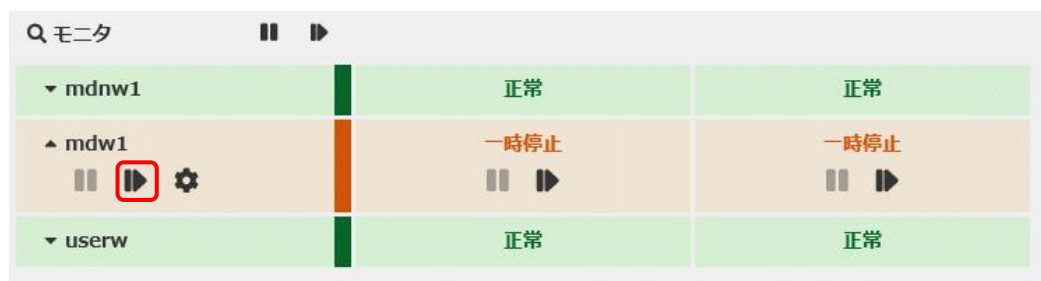 モニタ
mdnw1 正常 正常
mdw1 一時停止 一時停止
userw 正常 正常